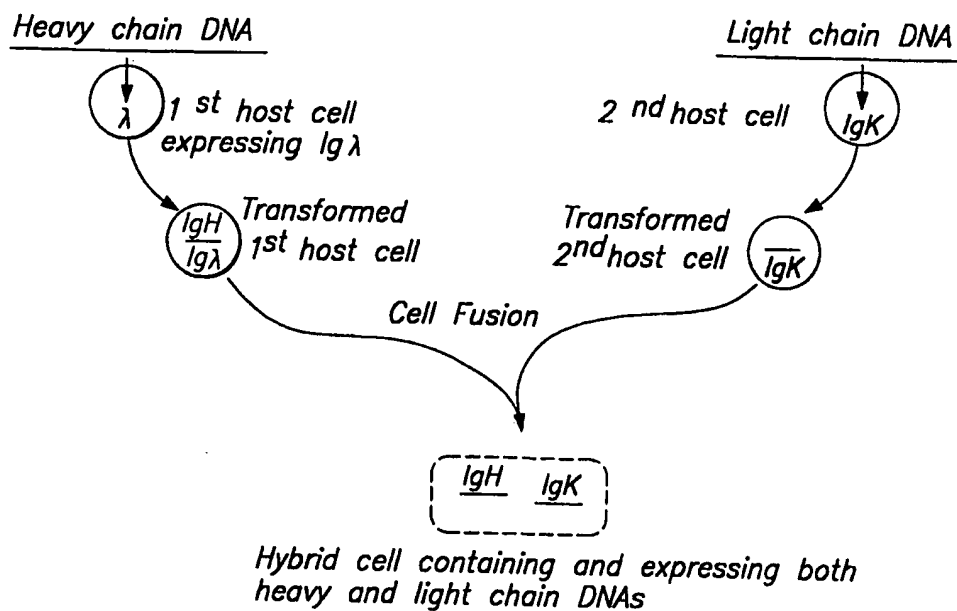 Heavy chain DNA
Light chain DNA
λ
1 st host cell
expressing Ig λ
2 nd host cell
IgK
IgH
Igλ
Transformed
1st host cell
Transformed
2nd host cell
IgK
Cell Fusion
IgH IgK
Hybrid cell containing and expressing both
heavy and light chain DNAs